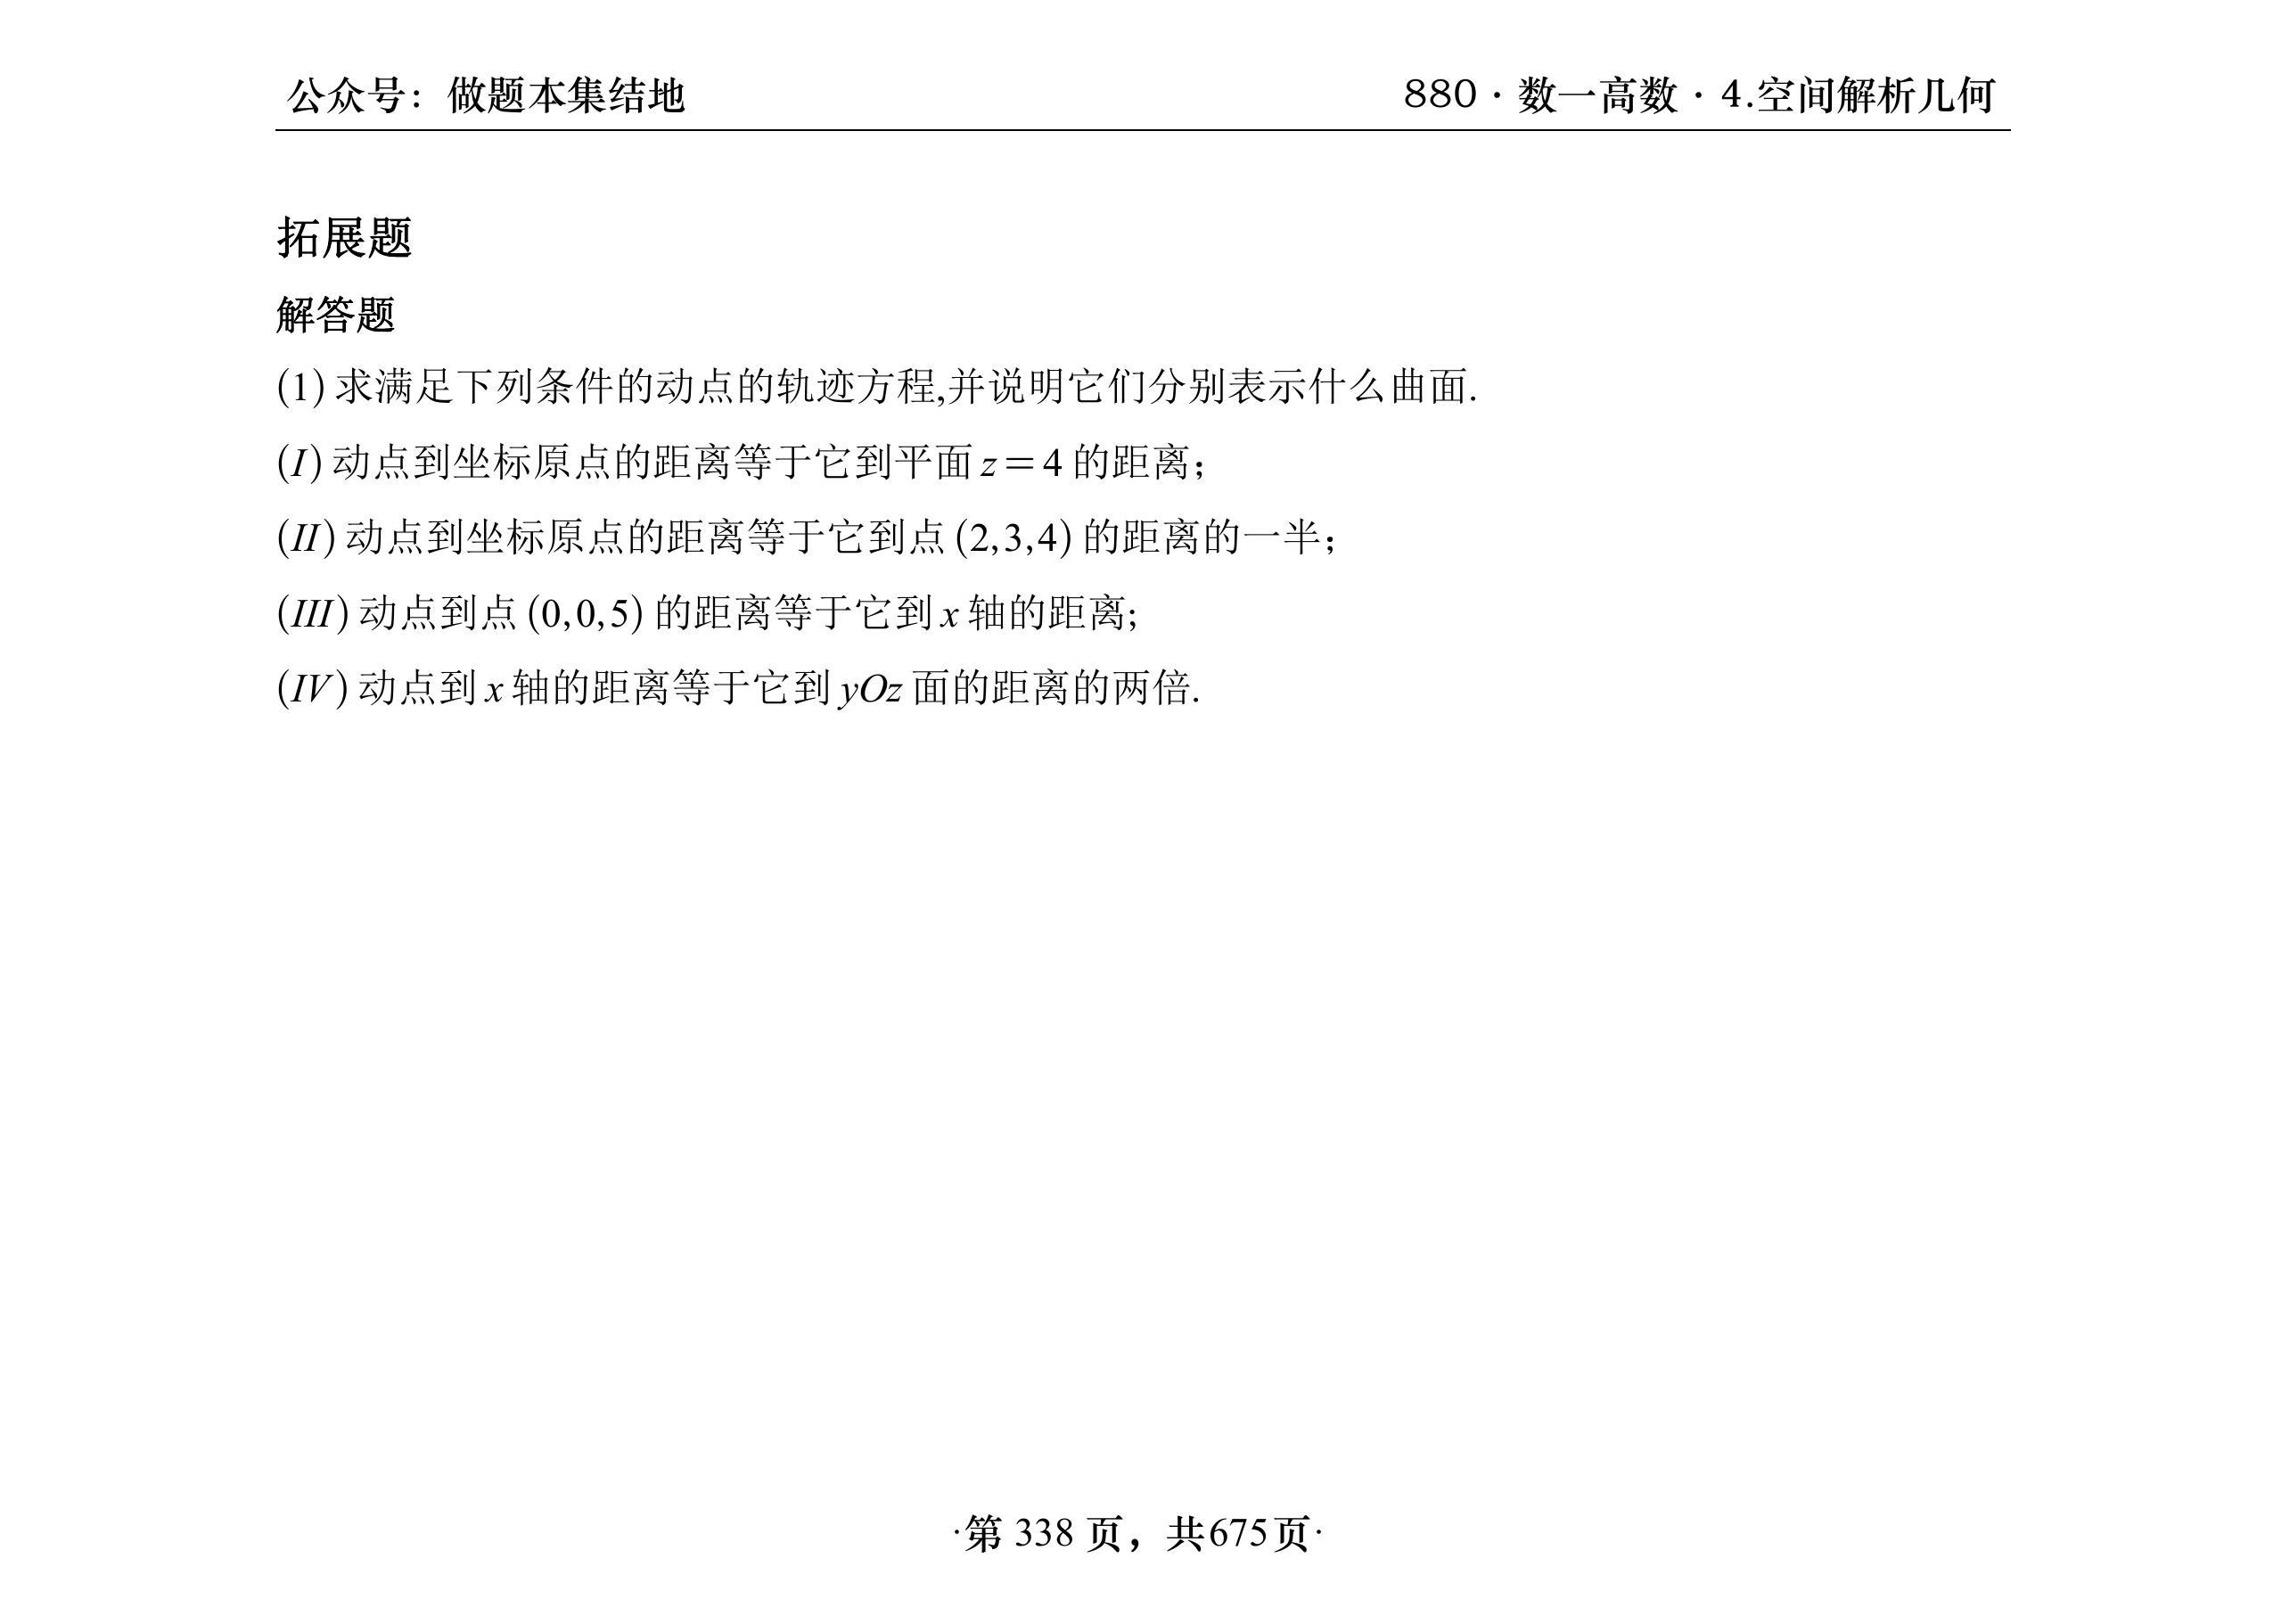 公众号：做题本集结地
880·数一高数·4.空间解析几何
拓展题
解答题
(1) 求满足下列条件的动点的轨迹方程,并说明它们分别表示什么曲面.
(I) 动点到坐标原点的距离等于它到平面 z=4 的距离；
(II) 动点到坐标原点的距离等于它到点 (2,3,4) 的距离的一半；
(III) 动点到点 (0,0,5) 的距离等于它到 x 轴的距离;
(IV) 动点到 x 轴的距离等于它到 yOz 面的距离的两倍.
·第 338 页，共675页·